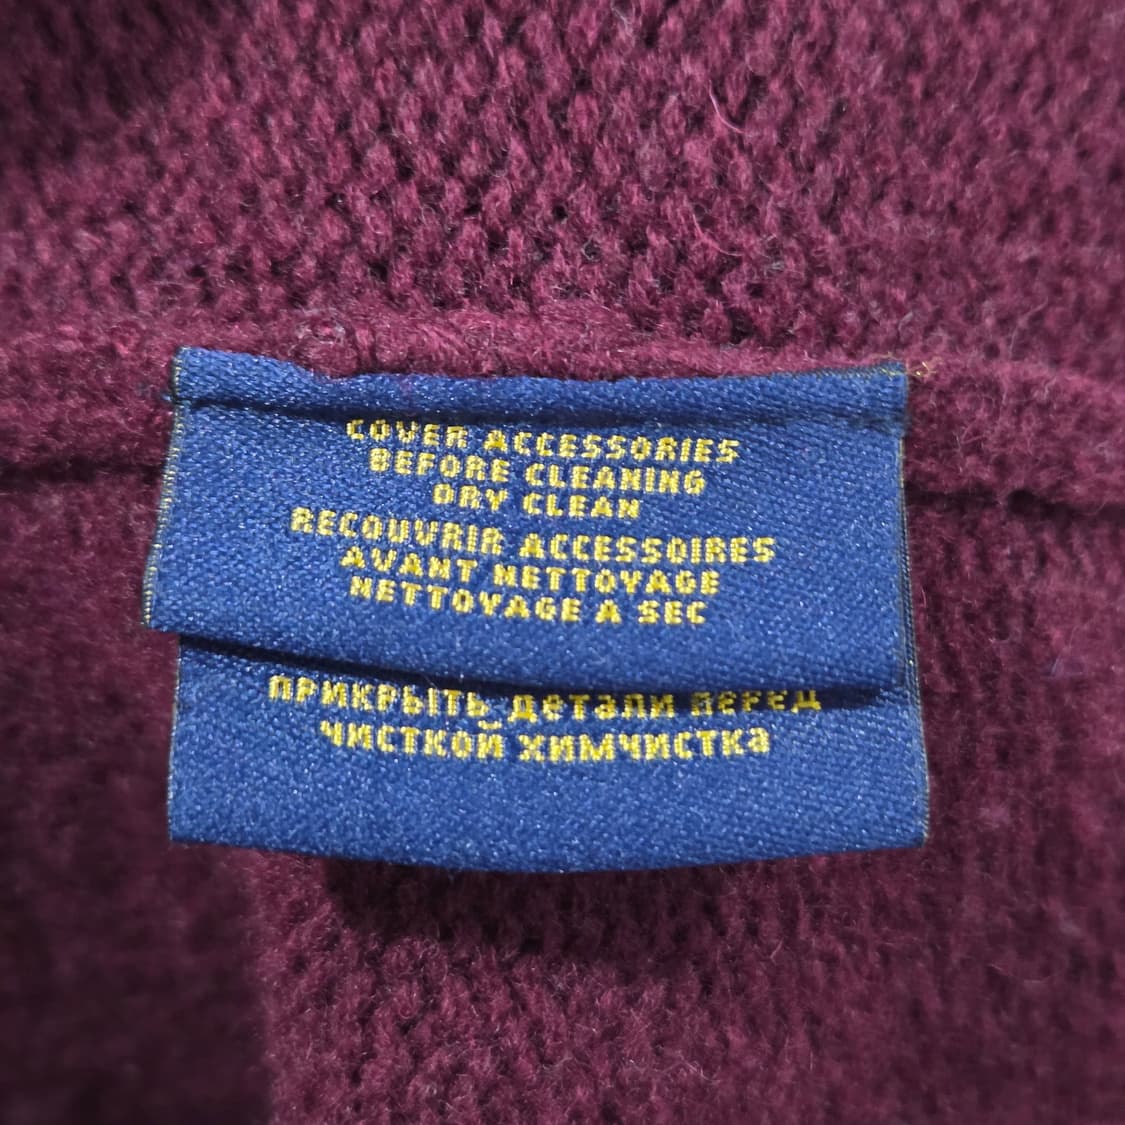 COVER ACCESSORIES
BEFORE CLEANING
DRY CLEAN
RECOUVRIR ACCESSOIRES
AVANT NETTOYAGE
NETTOYAGE A SEC
ПРИКРЫТЬ ДЕТАЛИ ПЕРЕД
ЧИСТКОЙ ХИМЧИСТКА